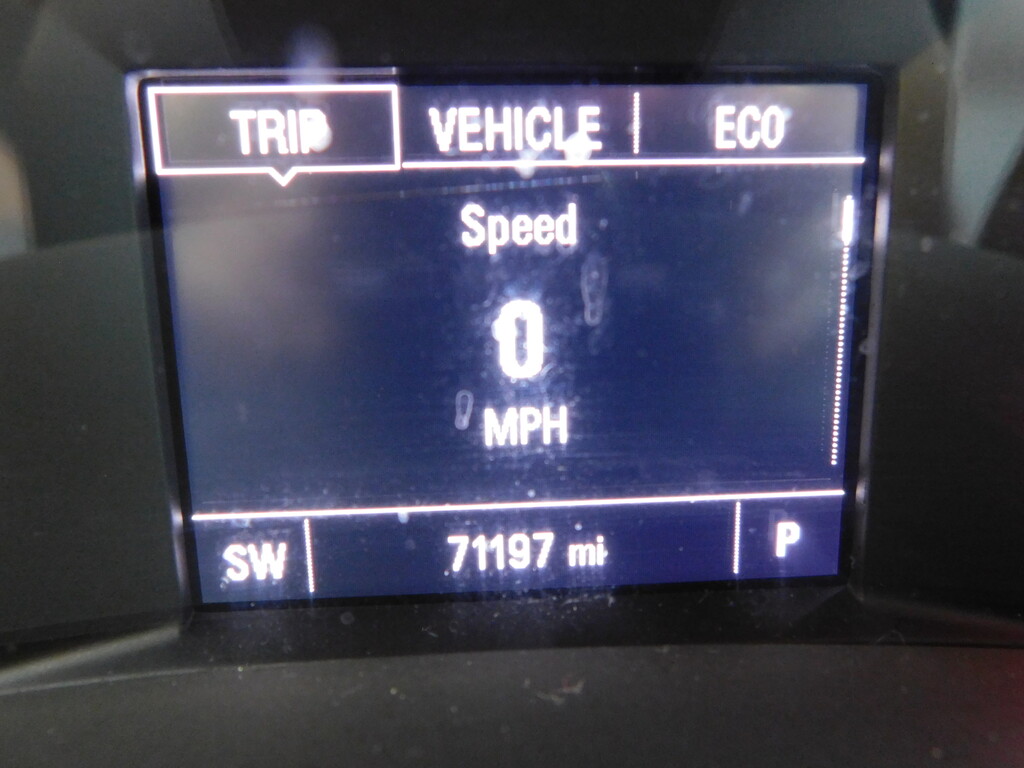 TRIP VEHICLE ECO
Speed
0
MPH
SW 71197 mi P